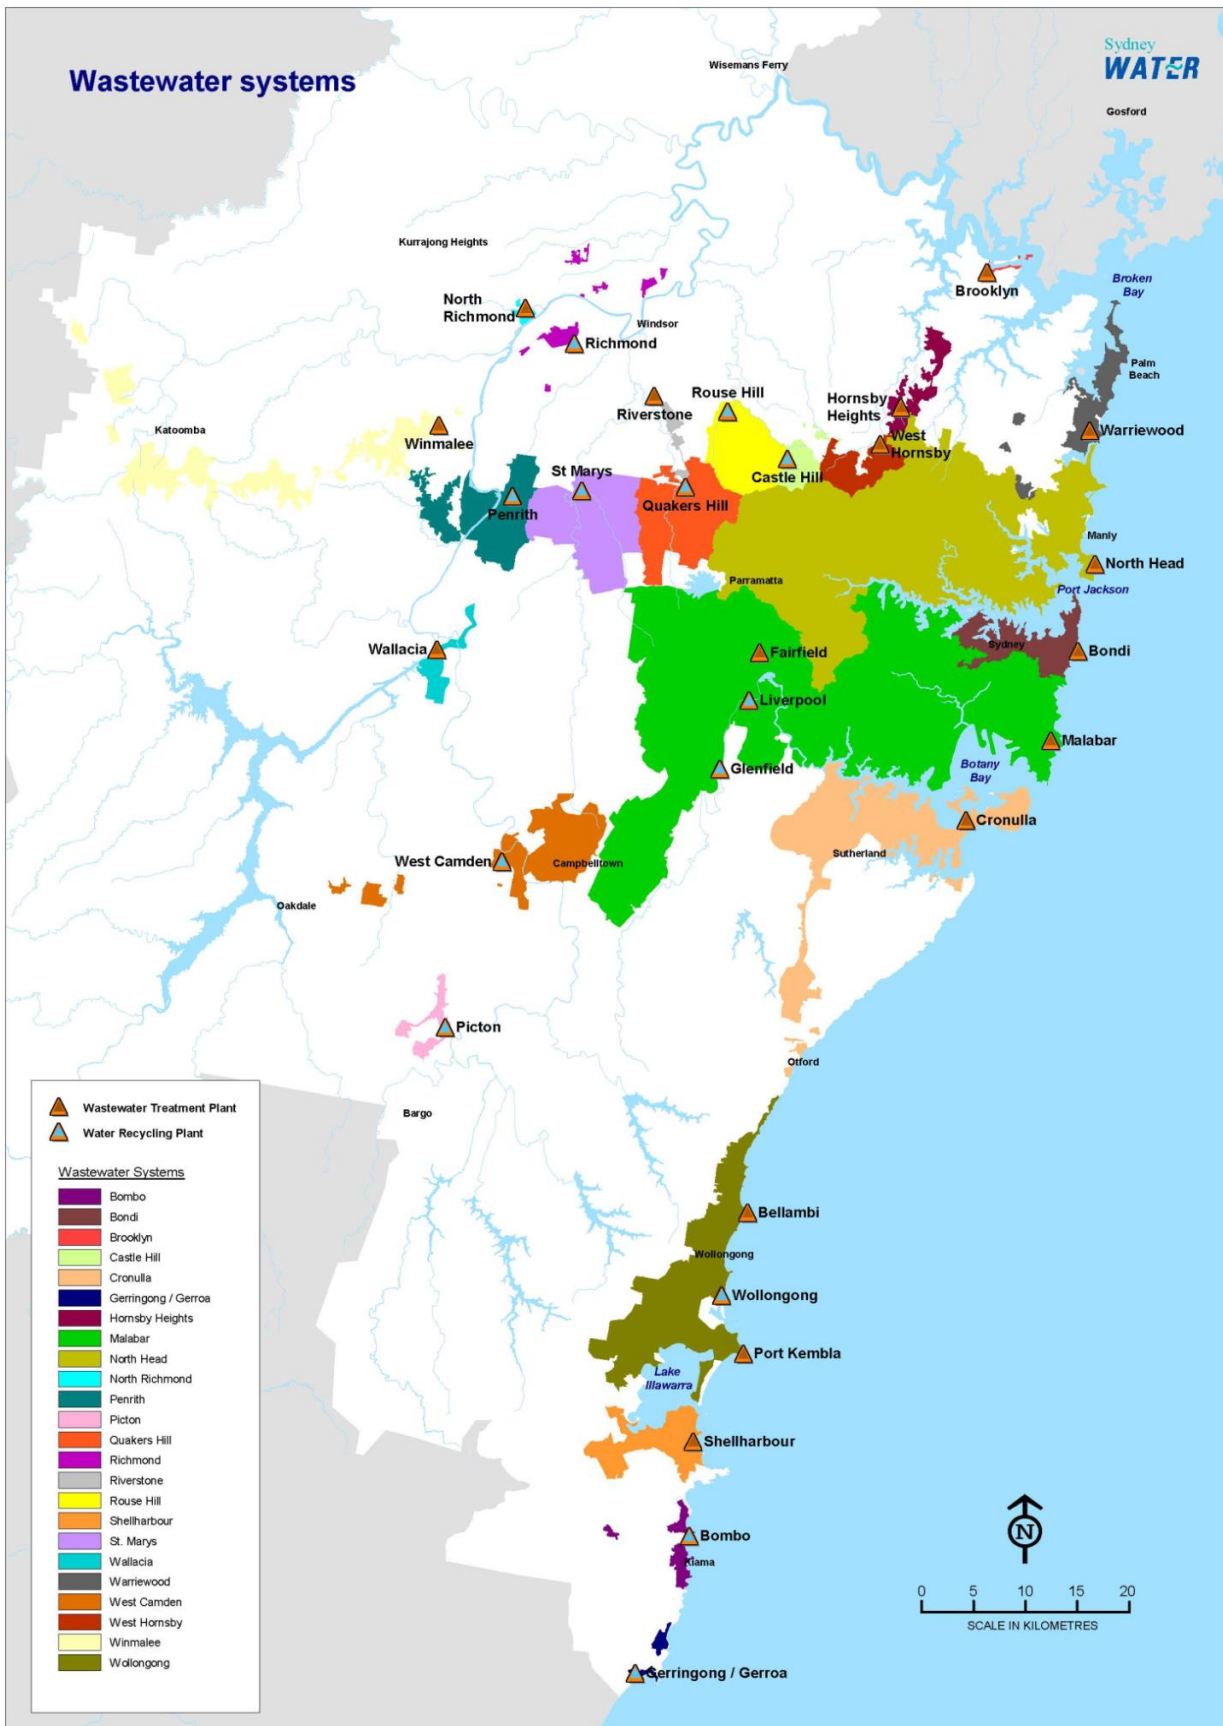 Wastewater systems
Sydney
WATER
Wisemans Ferry
Gosford
Kurrajong Heights
Broken
Bay
Brooklyn
North
Richmond
Windsor
Richmond
Palm
Beach
Rouse Hill
Hornsby
Heights
Riverstone
Katoomba
Winmalee
West
Hornsby
Warriewood
St Marys
Castle Hill
Penrith
Quakers Hill
Manly
North Head
Parramatta
Port Jackson
Wallacia
Fairfield
Sydney
Bondi
Liverpool
Malabar
Glenfield
Botany
Bay
Cronulla
West Camden
Campbelltown
Sutherland
Oakdale
Picton
Otford
Bargo
Bellambi
Wollongong
Wollongong
Port Kembla
Lake
Illawarra
Shellharbour
Bombo
Kiama
Gerringong / Gerroa
Wastewater Treatment Plant
Water Recycling Plant
Wastewater Systems
Bombo
Bondi
Brooklyn
Castle Hill
Cronulla
Gerringong / Gerroa
Hornsby Heights
Malabar
North Head
North Richmond
Penrith
Picton
Quakers Hill
Richmond
Riverstone
Rouse Hill
Shellharbour
St. Marys
Wallacia
Warriewood
West Camden
West Hornsby
Winmalee
Wollongong
N
0 5 10 15 20
SCALE IN KILOMETRES